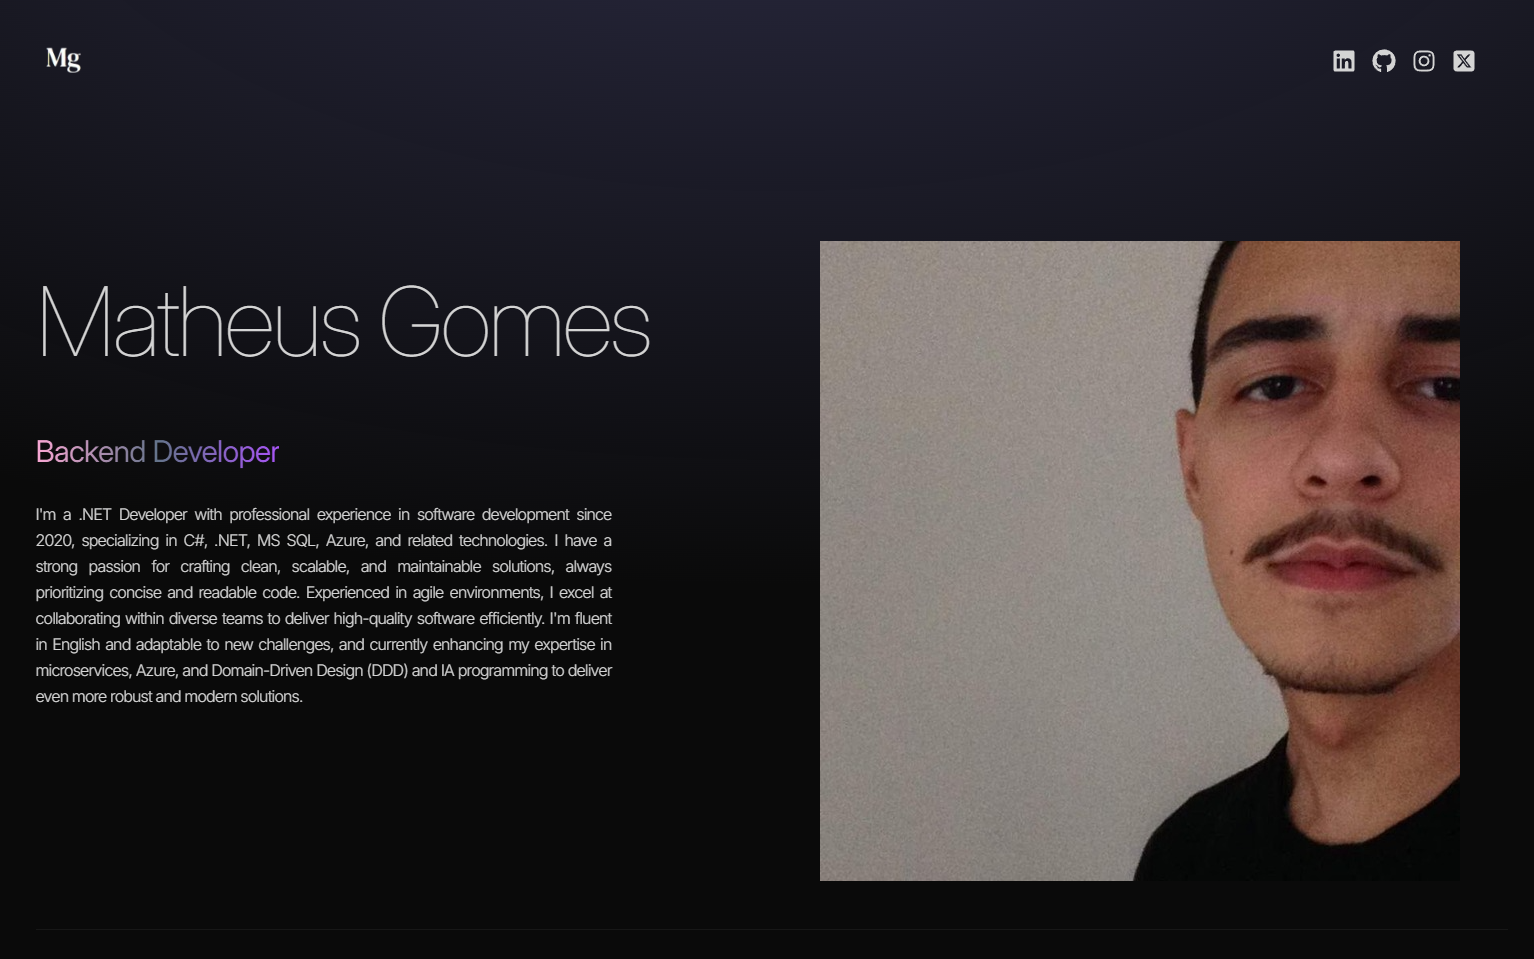 Mg
Matheus Gomes
Backend Developer
I'm a .NET Developer with professional experience in software development since
2020, specializing in C#, .NET, MS SQL, Azure, and related technologies. I have a
strong passion for crafting clean, scalable, and maintainable solutions, always
prioritizing concise and readable code. Experienced in agile environments, I excel at
collaborating within diverse teams to deliver high-quality software efficiently. I'm fluent
in English and adaptable to new challenges, and currently enhancing my expertise in
microservices, Azure, and Domain-Driven Design (DDD) and IA programming to deliver
even more robust and modern solutions.